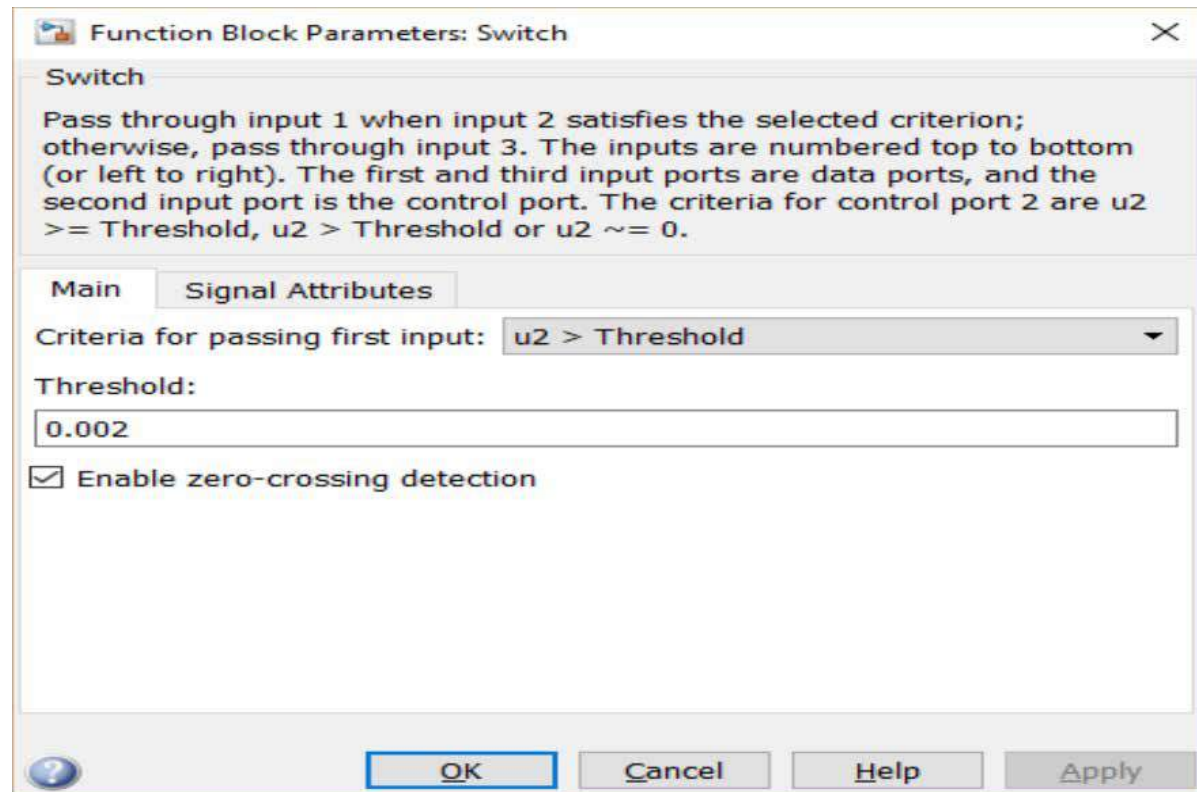 Function Block Parameters: Switch
Switch
Pass through input 1 when input 2 satisfies the selected criterion;
otherwise, pass through input 3. The inputs are numbered top to bottom
(or left to right). The first and third input ports are data ports, and the
second input port is the control port. The criteria for control port 2 are u2
>= Threshold, u2 > Threshold or u2 ~= 0.
Main Signal Attributes
Criteria for passing first input: u2 > Threshold
Threshold:
0.002
Enable zero-crossing detection
? OK Cancel Help Apply